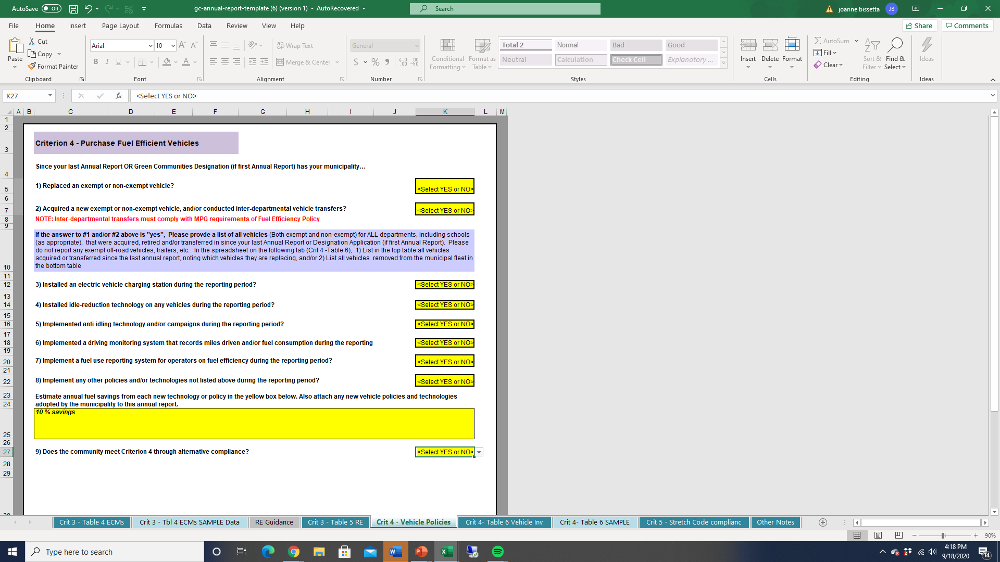 AutoSave Off gc-annual-report-template (6) (version 1) - AutoRecovered Search joanne bissetta JB
File Home Insert Page Layout Formulas Data Review View Help Share Comments
Paste Cut Copy Format Painter Clipboard
Arial 10 B I U A Font
Wrap Text Merge & Center Alignment
General $ % Number
Conditional Formatting Format as Table
Total 2 Normal Bad Good
Neutral Calculation Check Cell Explanatory ...
Styles
Insert Delete Format Cells
AutoSum Fill Clear Sort & Filter Find & Select Editing
Ideas Ideas
K27 fx <Select YES or NO>
A B C D E F G H I J K L M
1
2
3 Criterion 4 - Purchase Fuel Efficient Vehicles
4 Since your last Annual Report OR Green Communities Designation (if first Annual Report) has your municipality…
5 1) Replaced an exempt or non-exempt vehicle? <Select YES or NO>
6
7 2) Acquired a new exempt or non-exempt vehicle, and/or conducted inter-departmental vehicle transfers? <Select YES or NO>
8 NOTE: Inter-departmental transfers must comply with MPG requirements of Fuel Efficiency Policy
9
If the answer to #1 and/or #2 above is "yes", Please provde a list of all vehicles (Both exempt and non-exempt) for ALL departments, including schools
(as appropriate), that were acquired, retired and/or transferred in since your last Annual Report or Designation Application (if first Annual Report). Please
do not report any exempt off-road vehicles, trailers, etc. In the spreadsheet on the following tab (Crit 4 -Table 6), 1) List in the top table all vehicles
acquired or transferred since the last annual report, noting which vehicles they are replacing, and/or 2) List all vehicles removed from the municipal fleet in
10 the bottom table
11
12 3) Installed an electric vehicle charging station during the reporting period? <Select YES or NO>
13
14 4) Installed idle-reduction technology on any vehicles during the reporting period? <Select YES or NO>
15
16 5) Implemented anti-idling technology and/or campaigns during the reporting period? <Select YES or NO>
17
18 6) Implemented a driving monitoring system that records miles driven and/or fuel consumption during the reporting <Select YES or NO>
19
20 7) Implement a fuel use reporting system for operators on fuel efficiency during the reporting period? <Select YES or NO>
21
22 8) Implement any other policies and/or technologies not listed above during the reporting period? <Select YES or NO>
23 Estimate annual fuel savings from each new technology or policy in the yellow box below. Also attach any new vehicle policies and technologies
24 adopted by the municipality to this annual report.
10 % savings
25
26
27 9) Does the community meet Criterion 4 through alternative compliance? <Select YES or NO>
28
29
Crit 3 - Table 4 ECMs Crit 3 - Tbl 4 ECMs SAMPLE Data RE Guidance Crit 3 - Table 5 RE Crit 4 - Vehicle Policies Crit 4- Table 6 Vehicle Inv Crit 4- Table 6 SAMPLE Crit 5 - Stretch Code complianc Other Notes
90%
Type here to search
4:18 PM
9/18/2020
14